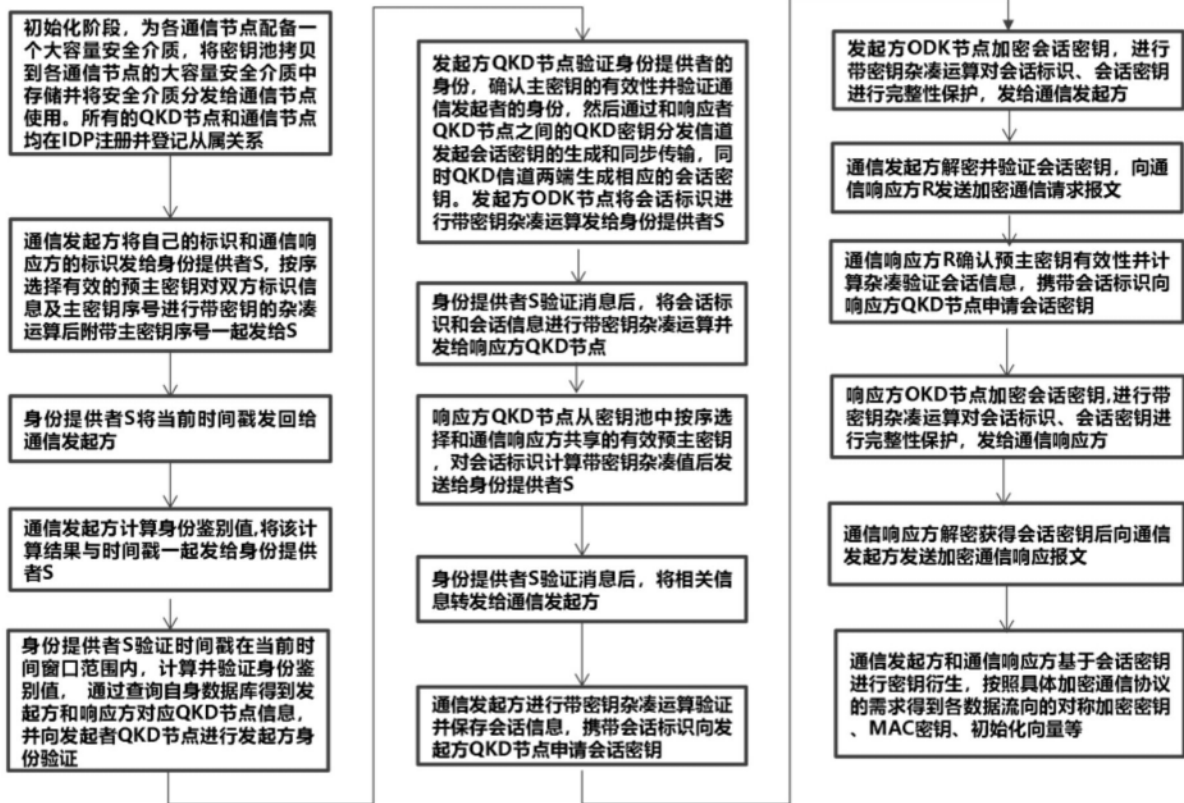 初始化阶段，为各通信节点配备一
个大容量安全介质，将密钥池拷贝
到各通信节点的大容量安全介质中
存储并将安全介质分发给通信节点
使用。所有的QKD节点和通信节点
均在IDP注册并登记从属关系
通信发起方将自己的标识和通信响
应方的标识发给身份提供者S，按序
选择有效的预主密钥对双方标识信
息及主密钥序号进行带密钥的杂凑
运算后附带主密钥序号一起发给S
身份提供者S将当前时间戳发回给
通信发起方
通信发起方计算身份鉴别值,将该计
算结果与时间戳一起发给身份提供
者S
身份提供者S验证时间戳在当前时
间窗口范围内，计算并验证身份鉴
别值， 通过查询自身数据库得到发
起方和响应方对应QKD节点信息，
并向发起者QKD节点进行发起方身
份验证
发起方QKD节点验证身份提供者的
身份，确认主密钥的有效性并验证通
信发起者的身份，然后通过和响应者
QKD节点之间的QKD密钥分发信道
发起会话密钥的生成和同步传输，同
时QKD信道两端生成相应的会话密
钥。发起方ODK节点将会话标识进
行带密钥杂凑运算发给身份提供者S
身份提供者S验证消息后，将会话标
识和会话信息进行带密钥杂凑运算并
发给响应方QKD节点
响应方QKD节点从密钥池中按序选
择和通信响应方共享的有效预主密钥
，对会话标识计算带密钥杂凑值后发
送给身份提供者S
身份提供者S验证消息后，将相关信
息转发给通信发起方
通信发起方进行带密钥杂凑运算验证
并保存会话信息，携带会话标识向发
起方QKD节点申请会话密钥
发起方ODK节点加密会话密钥，进行
带密钥杂凑运算对会话标识、会话密钥
进行完整性保护，发给通信发起方
通信发起方解密并验证会话密钥，向通
信响应方R发送加密通信请求报文
通信响应方R确认预主密钥有效性并计
算杂凑验证会话信息，携带会话标识向
响应方QKD节点申请会话密钥
响应方OKD节点加密会话密钥,进行带
密钥杂凑运算对会话标识、会话密钥进
行完整性保护，发给通信响应方
通信响应方解密获得会话密钥后向通信
发起方发送加密通信响应报文
通信发起方和通信响应方基于会话密钥
进行密钥衍生，按照具体加密通信协议
的需求得到各数据流向的对称加密密钥
、MAC密钥、初始化向量等